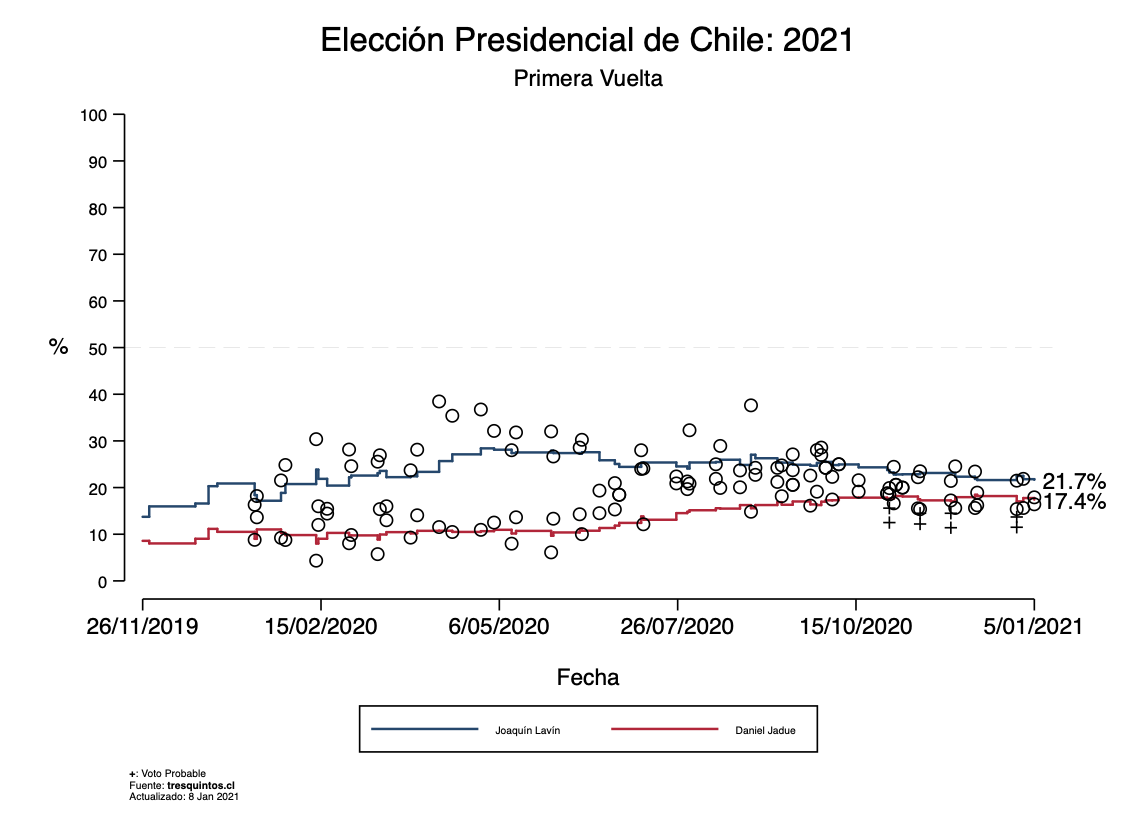 Elección Presidencial de Chile: 2021
Primera Vuelta
100
90
80
70
60
%
50
40
30
20
10
0
21.7%
17.4%
26/11/2019 15/02/2020 6/05/2020 26/07/2020 15/10/2020 5/01/2021
Fecha
Joaquín Lavín Daniel Jadue
+: Voto Probable
Fuente: tresquintos.cl
Actualizado: 8 Jan 2021